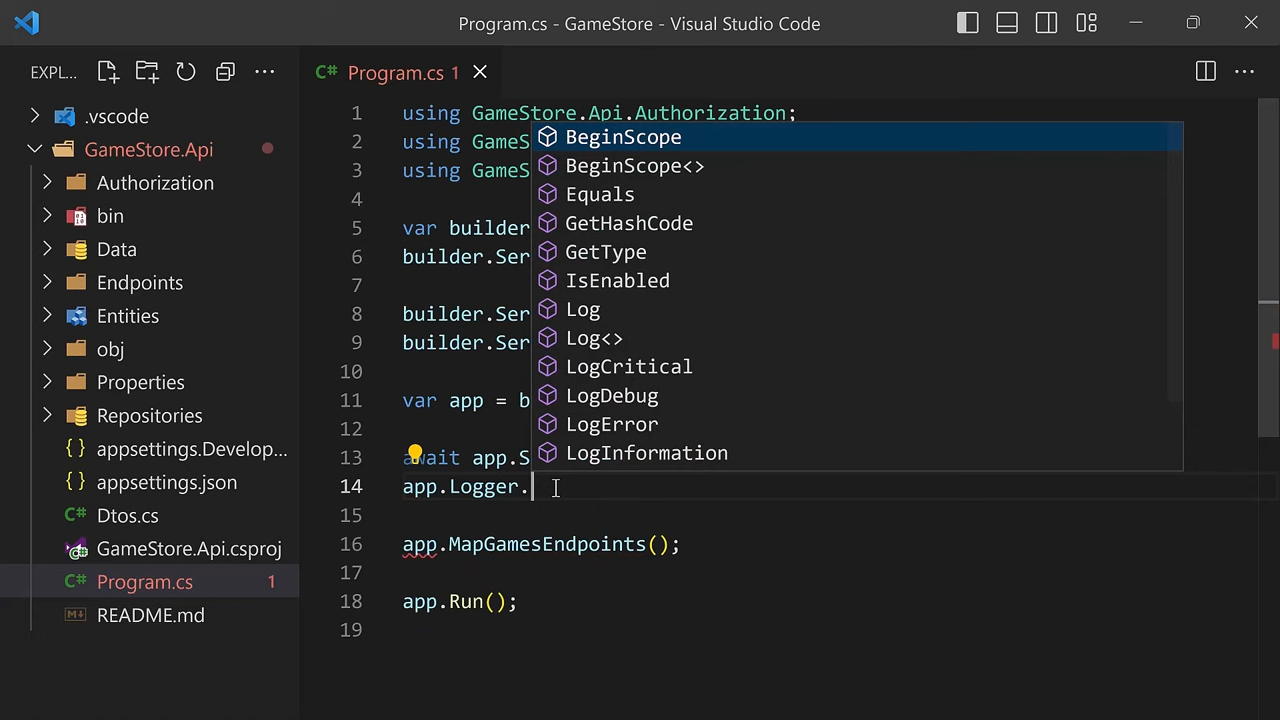 Program.cs - GameStore - Visual Studio Code
EXPL...
Program.cs 1
.vscode
GameStore.Api
Authorization
bin
Data
Endpoints
Entities
obj
Properties
Repositories
appsettings.Develop...
appsettings.json
Dtos.cs
GameStore.Api.csproj
Program.cs 1
README.md
1 using GameStore.Api.Authorization;
2 using GameS
3 using GameS
4
5 var builder
6 builder.Ser
7
8 builder.Ser
9 builder.Ser
10
11 var app = b
12
13 await app.S
14 app.Logger.
15
16 app.MapGamesEndpoints();
17
18 app.Run();
19
BeginScope
BeginScope<>
Equals
GetHashCode
GetType
IsEnabled
Log
Log<>
LogCritical
LogDebug
LogError
LogInformation